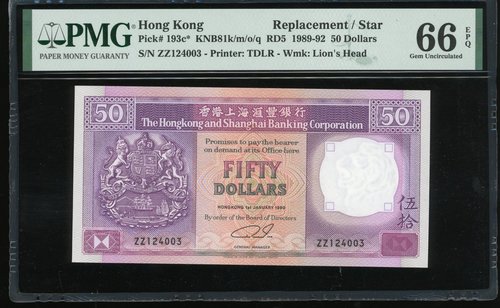 PMG
PAPER MONEY GUARANTY
Hong Kong Replacement / Star
Pick# 193c* KNB81k/m/o/q RD5 1989-92 50 Dollars
S/N ZZ124003 - Printer: TDLR - Wmk: Lion's Head
66 EPQ
Gem Uncirculated
50 香港上海滙豐銀行 50
The Hongkong and Shanghai Banking Corporation
Promises to pay the bearer
on demand at its Office here
FIFTY
DOLLARS
HONGKONG 1st JANUARY 1990
By order of the Board of Directors
伍拾
GENERAL MANAGER
ZZ124003 ZZ124003